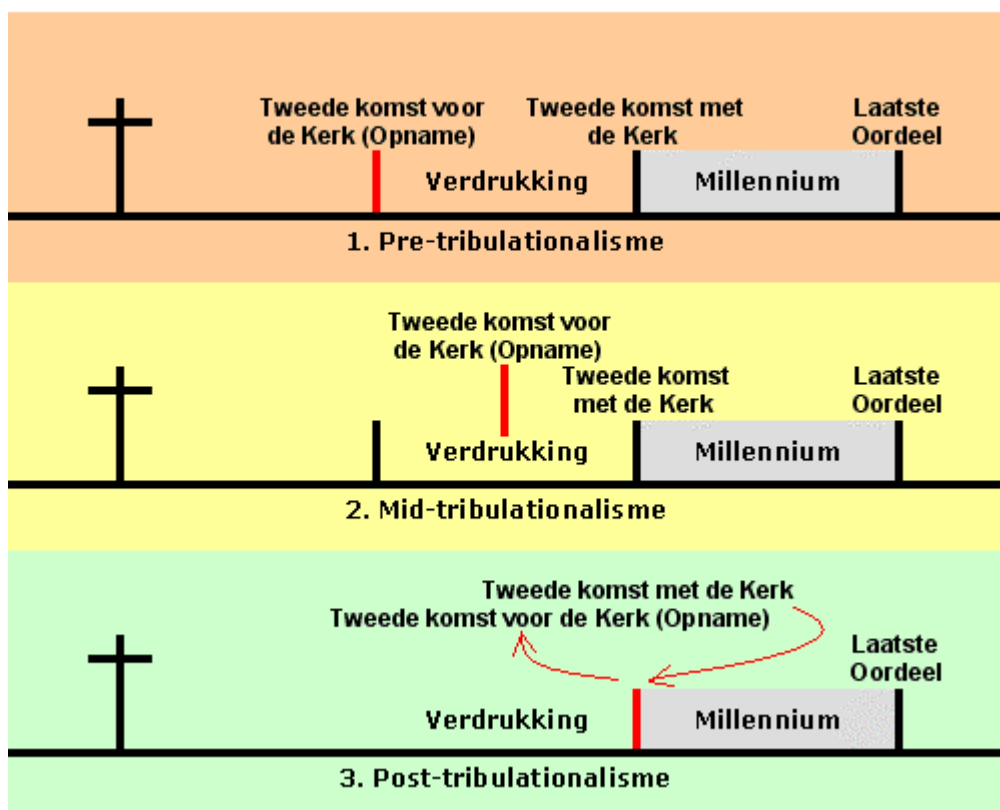 Tweede komst voor
de Kerk (Opname)
Tweede komst met
de Kerk
Laatste
Oordeel
Verdrukking
Millennium
1. Pre-tribulationalisme
Tweede komst voor
de Kerk (Opname)
Tweede komst
met de Kerk
Laatste
Oordeel
Verdrukking
Millennium
2. Mid-tribulationalisme
Tweede komst met de Kerk
Tweede komst voor de Kerk (Opname)
Laatste
Oordeel
Verdrukking
Millennium
3. Post-tribulationalisme